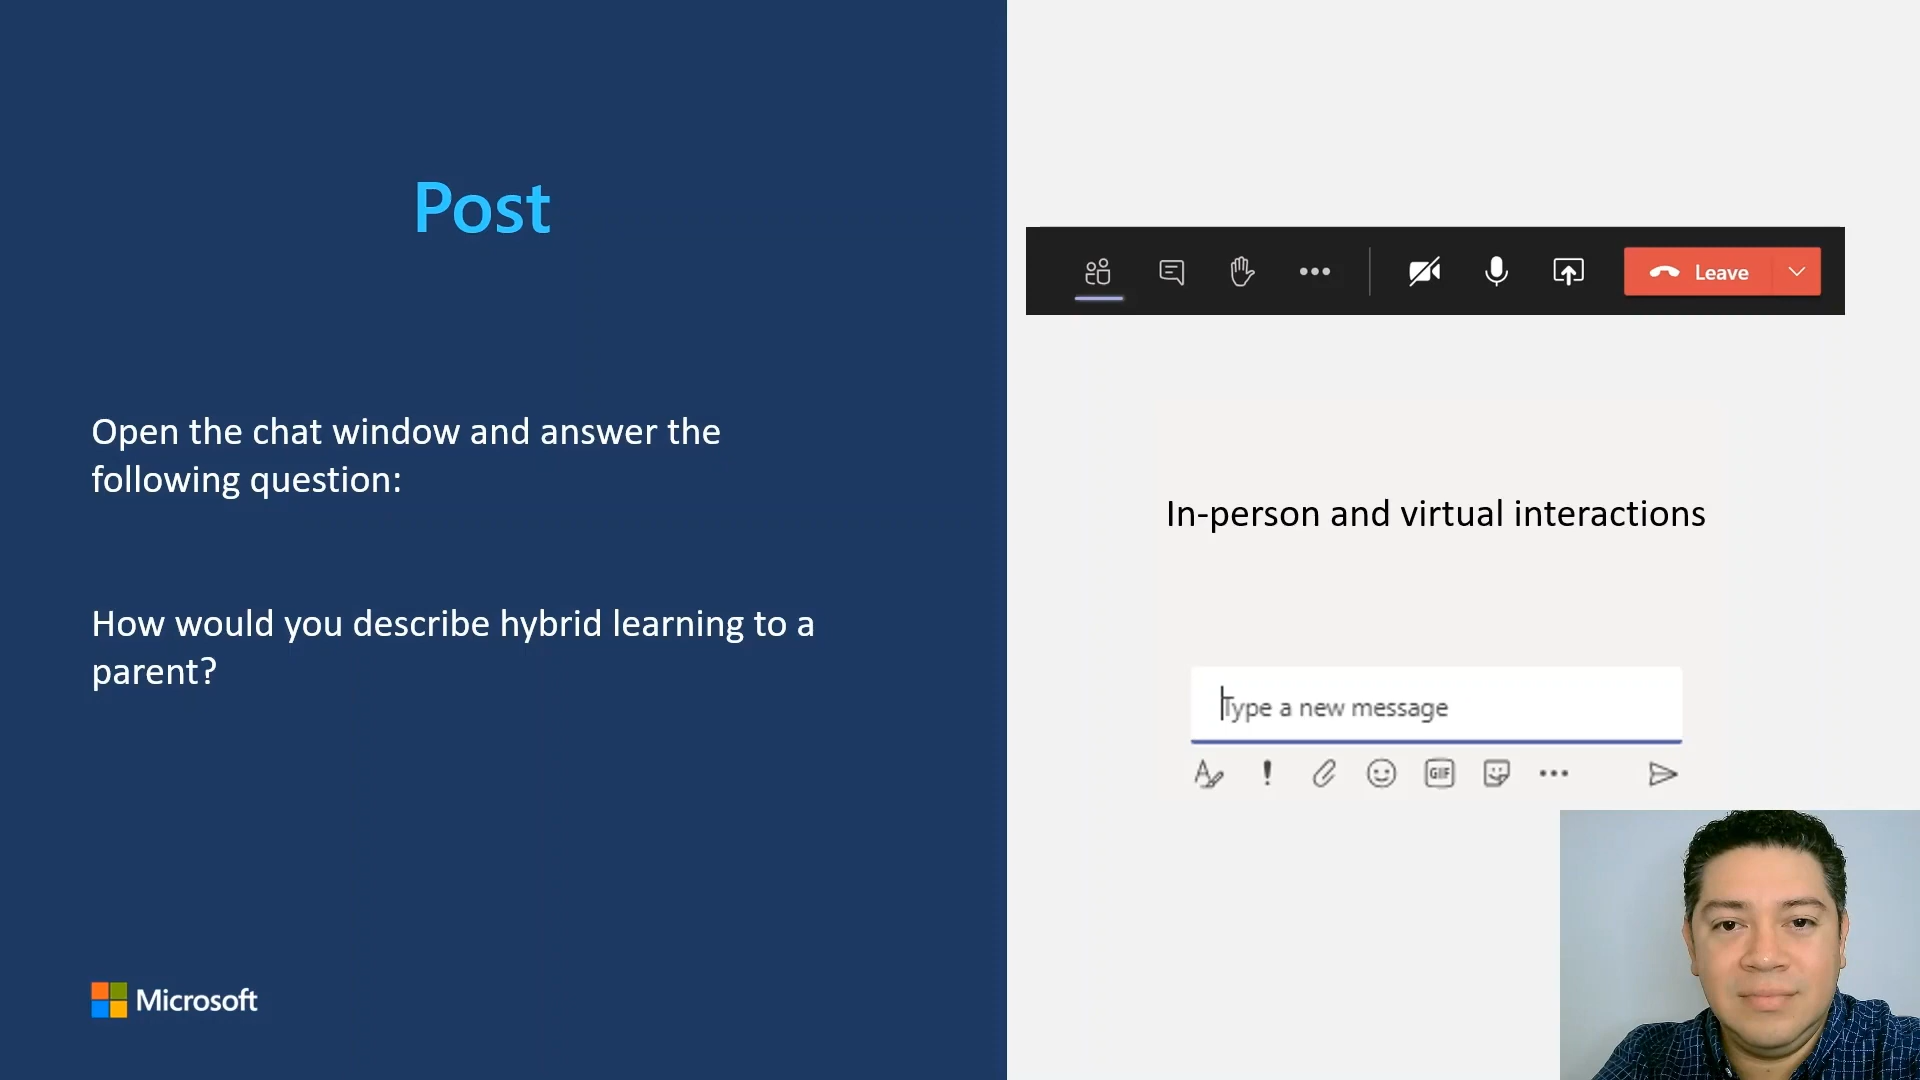 Post
Open the chat window and answer the
following question:
How would you describe hybrid learning to a
parent?
Microsoft
Leave
In-person and virtual interactions
Type a new message
GIF